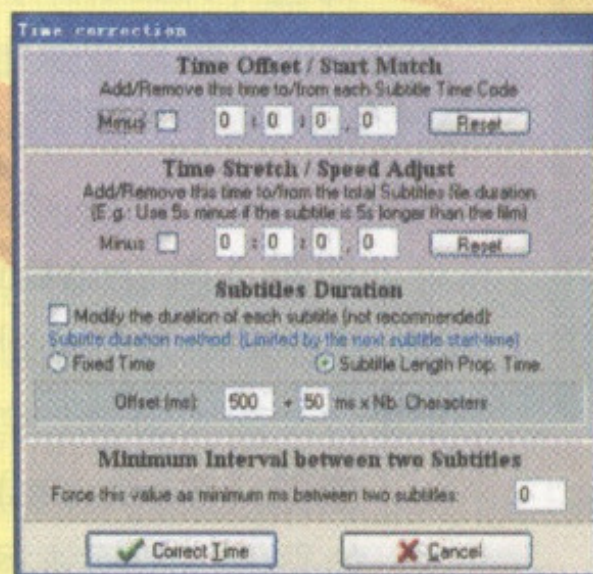 Time correction
Time Offset / Start Match
Add/Remove this time to/from each Subtitle Time Code
Minus 0 : 0 : 0 , 0 Reset
Time Stretch / Speed Adjust
Add/Remove this time to/from the total Subtitles file duration
(E.g.: Use 5s minus if the subtitle is 5s longer than the film)
Minus 0 : 0 : 0 , 0 Reset
Subtitles Duration
Modify the duration of each subtitle (not recommended):
Subtitle duration method: (Limited by the next subtitle start-time)
Fixed Time Subtitle Length Prop. Time.
Offset (ms): 500 + 50 ms x Nb. Characters
Minimum Interval between two Subtitles
Force this value as minimum ms between two subtitles: 0
Correct Time Cancel